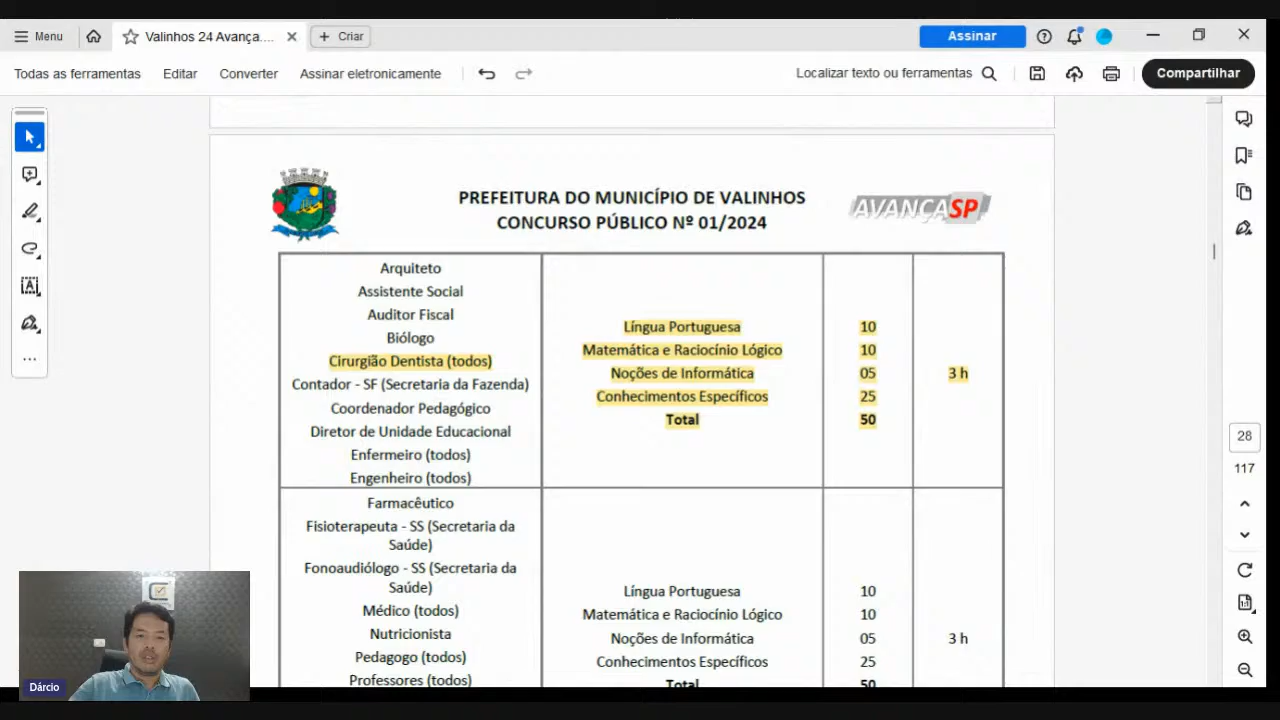 Menu
Valinhos 24 Avança....
Criar
Assinar
Todas as ferramentas
Editar
Converter
Assinar eletronicamente
Localizar texto ou ferramentas
Compartilhar
PREFEITURA DO MUNICÍPIO DE VALINHOS
CONCURSO PÚBLICO Nº 01/2024
AVANÇASP
Arquiteto
Assistente Social
Auditor Fiscal
Biólogo
Cirurgião Dentista (todos)
Contador - SF (Secretaria da Fazenda)
Coordenador Pedagógico
Diretor de Unidade Educacional
Enfermeiro (todos)
Engenheiro (todos)
Língua Portuguesa 10
Matemática e Raciocínio Lógico 10
Noções de Informática 05
Conhecimentos Específicos 25
Total 50
3 h
Farmacêutico
Fisioterapeuta - SS (Secretaria da
Saúde)
Fonoaudiólogo - SS (Secretaria da
Saúde)
Médico (todos)
Nutricionista
Pedagogo (todos)
Professores (todos)
Língua Portuguesa 10
Matemática e Raciocínio Lógico 10
Noções de Informática 05
Conhecimentos Específicos 25
Total 50
3 h
28
117
Dárcio